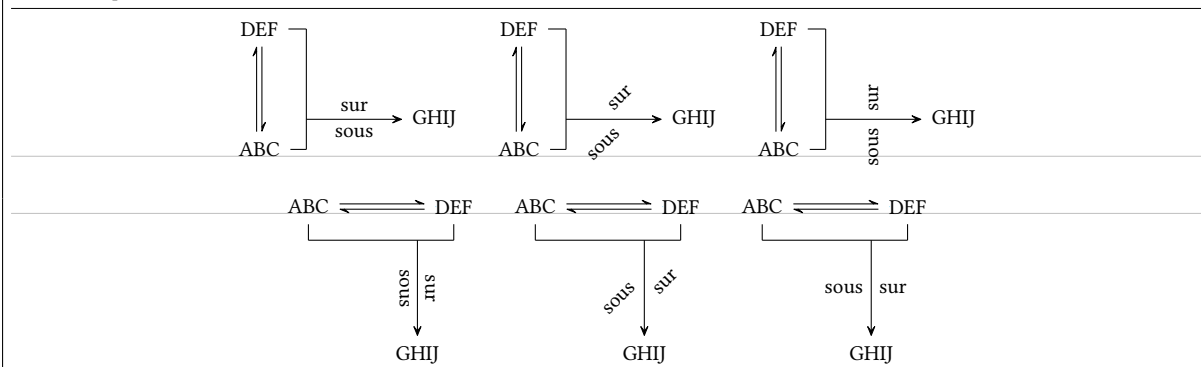 DEF DEF DEF
sur sur sur
GHIJ GHIJ GHIJ
sous sous sous
ABC ABC ABC
ABC DEF ABC DEF ABC DEF
sous sur sous sur sous sur
GHIJ GHIJ GHIJ